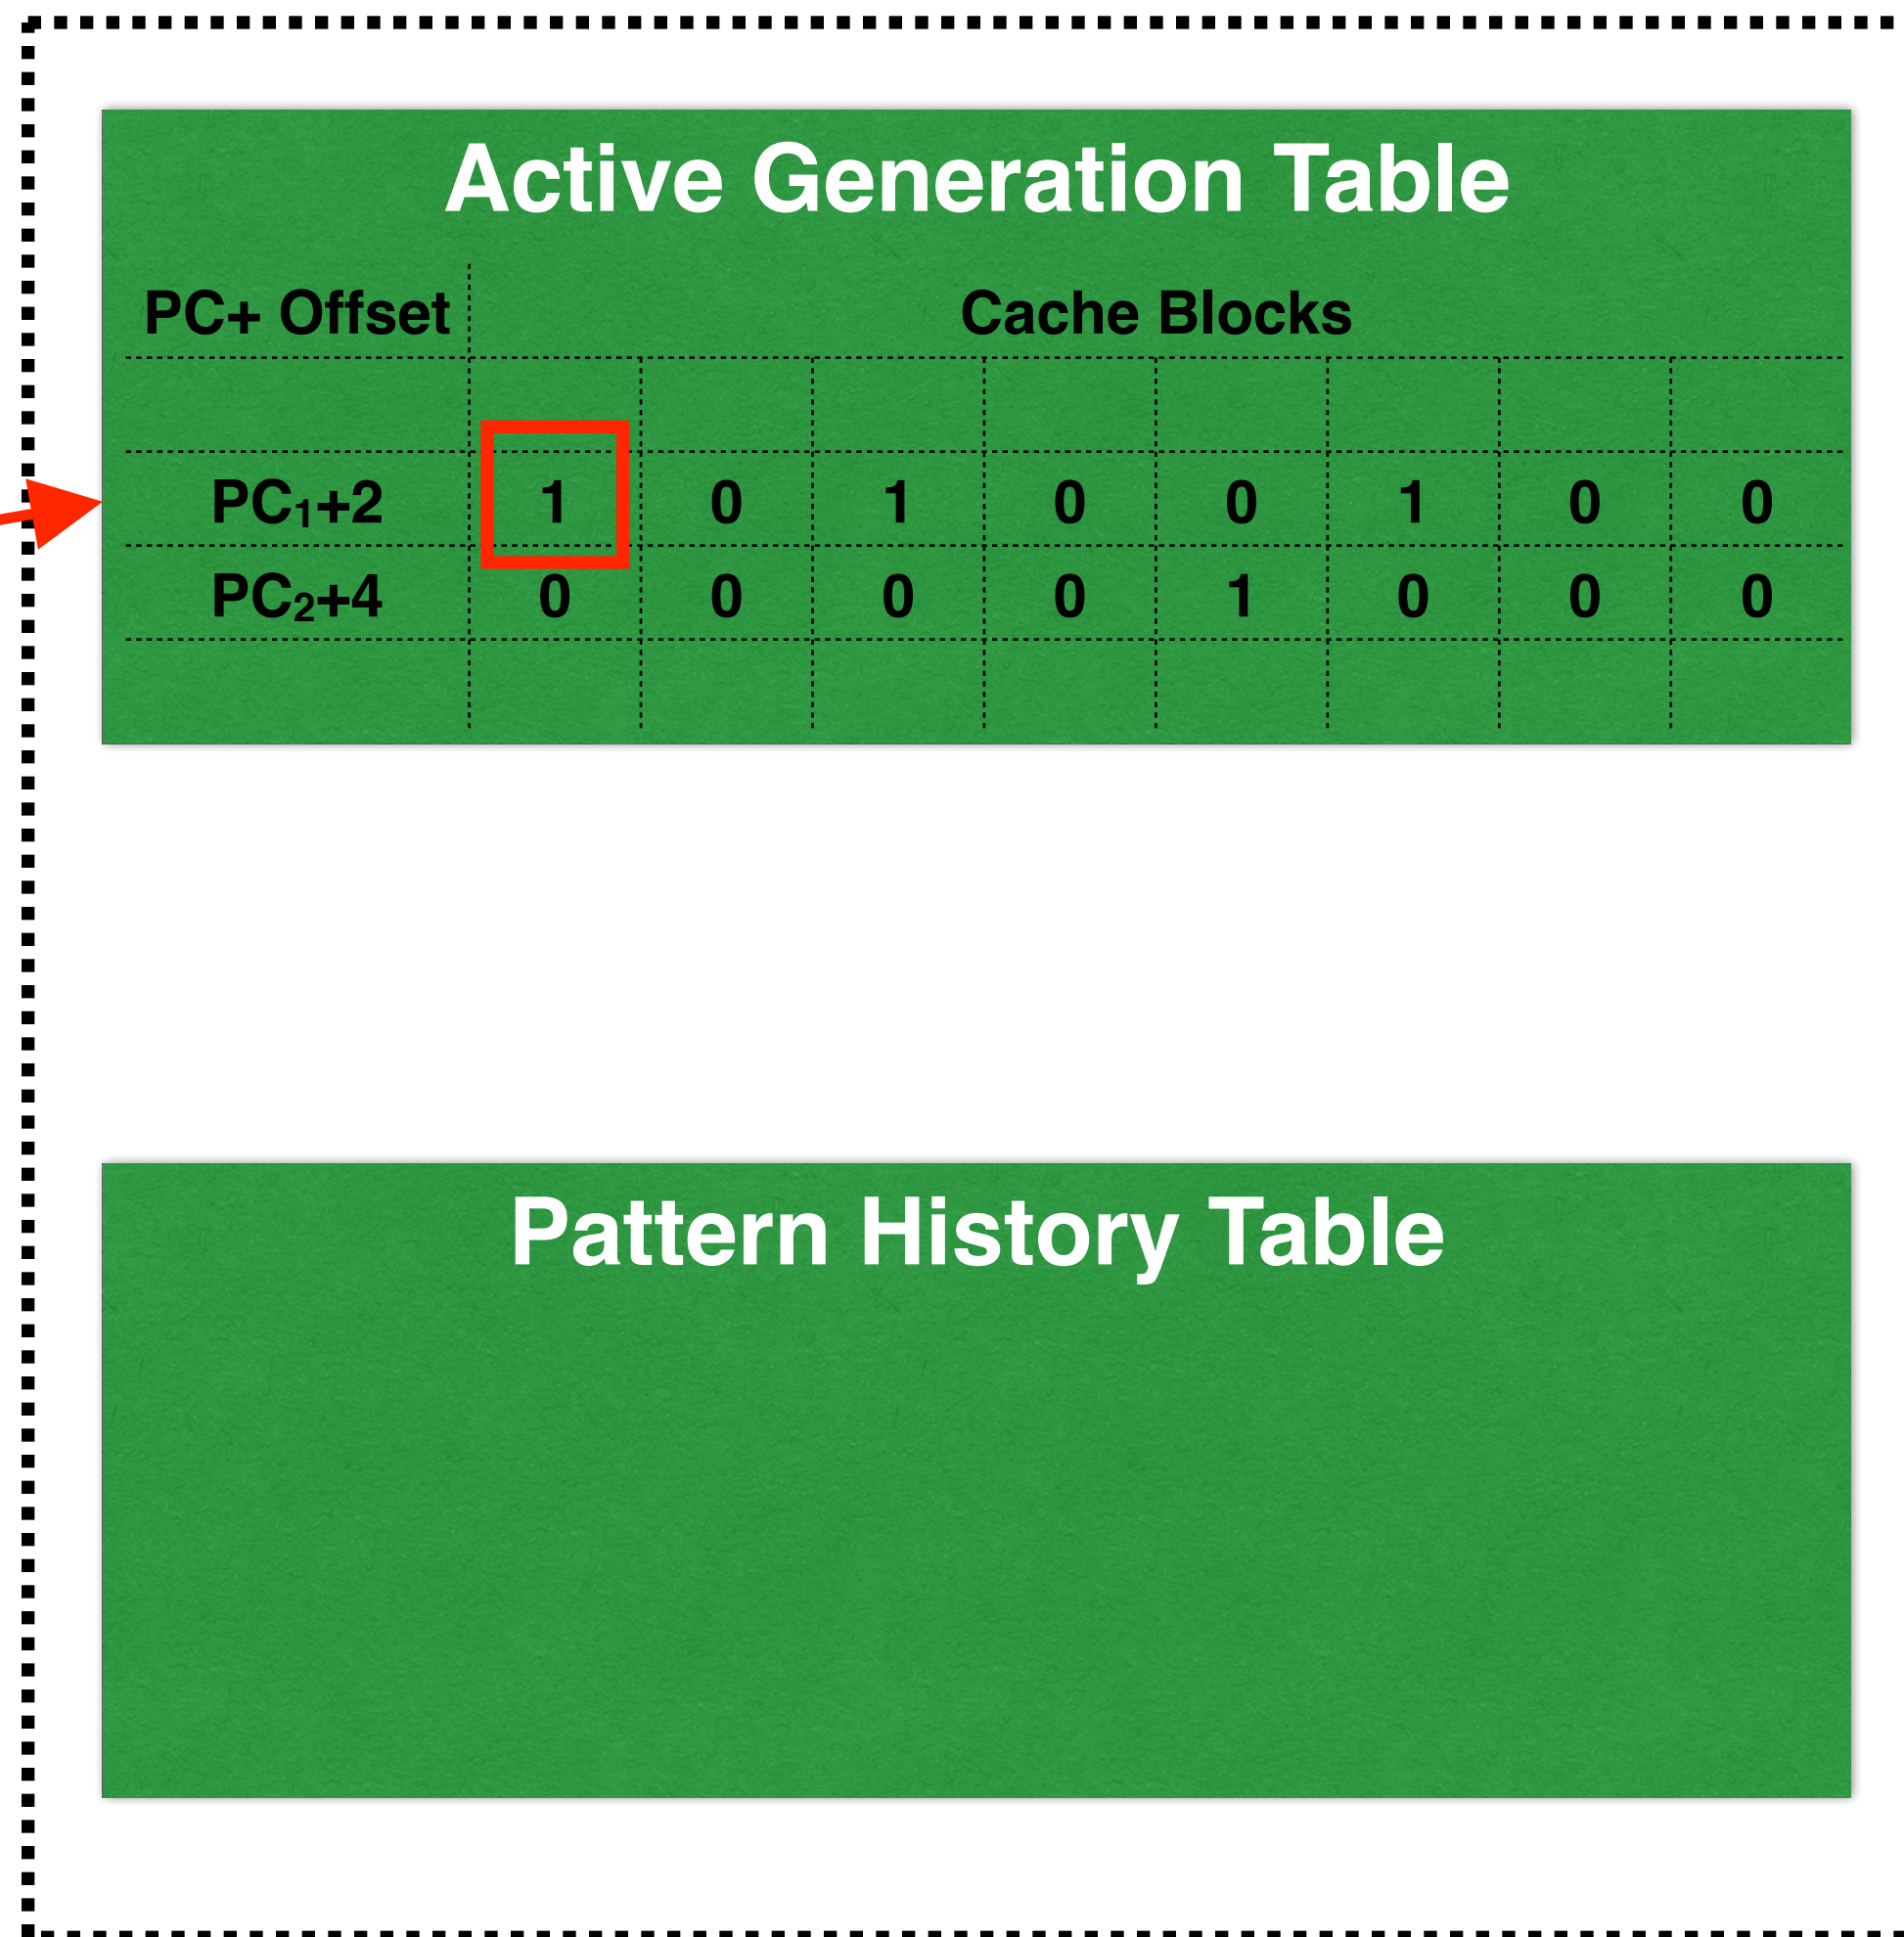 Active Generation Table
PC+ Offset Cache Blocks
PC₁+2 1 0 1 0 0 1 0 0
PC₂+4 0 0 0 0 1 0 0 0
Pattern History Table